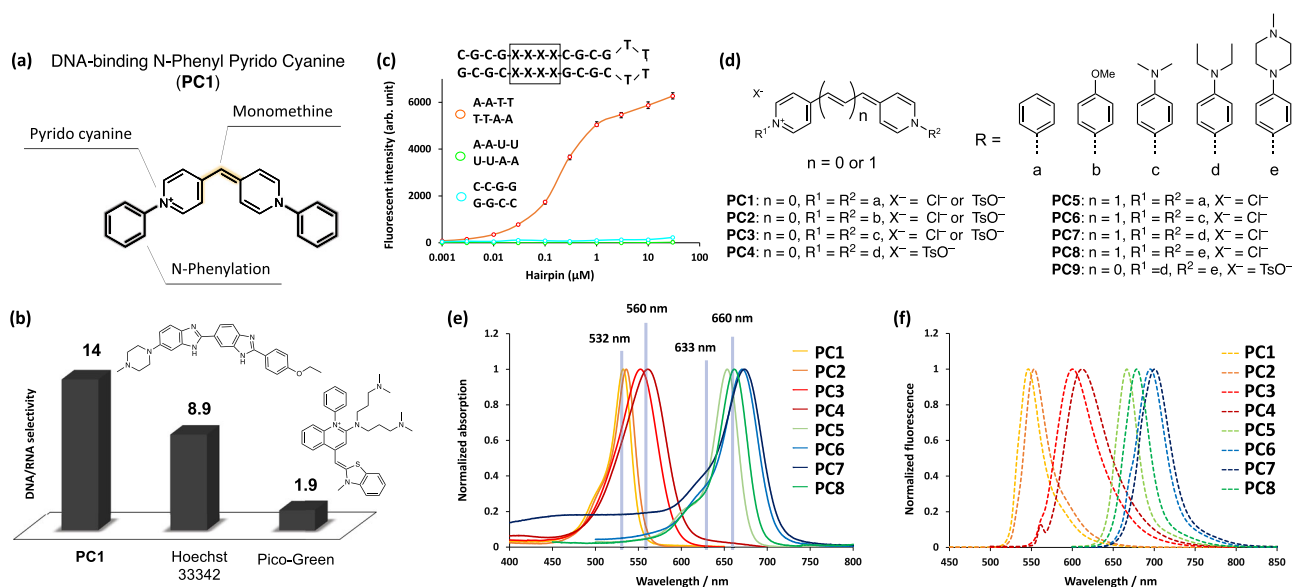 (a)
DNA-binding N-Phenyl Pyrido Cyanine
(PC1)
Monomethine
Pyrido cyanine
N⁺
N
N-Phenylation
(b)
DNA/RNA selectivity
14
8.9
1.9
PC1
Hoechst
33342
Pico-Green
N
N
N
N
H
N
N
H
O
N
N
N⁺
N
S
N
(c)
C-G-C-G-X-X-X-X-C-G-C-G
G-C-G-C-X-X-X-X-G-C-G-C
T
T
T
T
Fluorescent intensity (arb. unit)
6000
4000
2000
0
A-A-T-T
T-T-A-A
A-A-U-U
U-U-A-A
C-C-G-G
G-G-C-C
0.001 0.01 0.1 1 10 100
Hairpin (µM)
(d)
X⁻
R¹
N⁺
n
N
R²
n = 0 or 1
R =
OMe
N
N
N
N
a b c d e
PC1: n = 0, R¹ = R² = a, X⁻ = Cl⁻ or TsO⁻
PC2: n = 0, R¹ = R² = b, X⁻ = Cl⁻ or TsO⁻
PC3: n = 0, R¹ = R² = c, X⁻ = Cl⁻ or TsO⁻
PC4: n = 0, R¹ = R² = d, X⁻ = TsO⁻
PC5: n = 1, R¹ = R² = a, X⁻ = Cl⁻
PC6: n = 1, R¹ = R² = c, X⁻ = Cl⁻
PC7: n = 1, R¹ = R² = d, X⁻ = Cl⁻
PC8: n = 1, R¹ = R² = e, X⁻ = Cl⁻
PC9: n = 0, R¹ =d, R² = e, X⁻ = TsO⁻
(e)
532 nm
560 nm
633 nm
660 nm
Normalized absorption
1.2
1
0.8
0.6
0.4
0.2
0
400 450 500 550 600 650 700 750 800
Wavelength / nm
PC1
PC2
PC3
PC4
PC5
PC6
PC7
PC8
(f)
Normalized fluorescence
1.2
1
0.8
0.6
0.4
0.2
0
450 500 550 600 650 700 750 800 850
Wavelength / nm
PC1
PC2
PC3
PC4
PC5
PC6
PC7
PC8